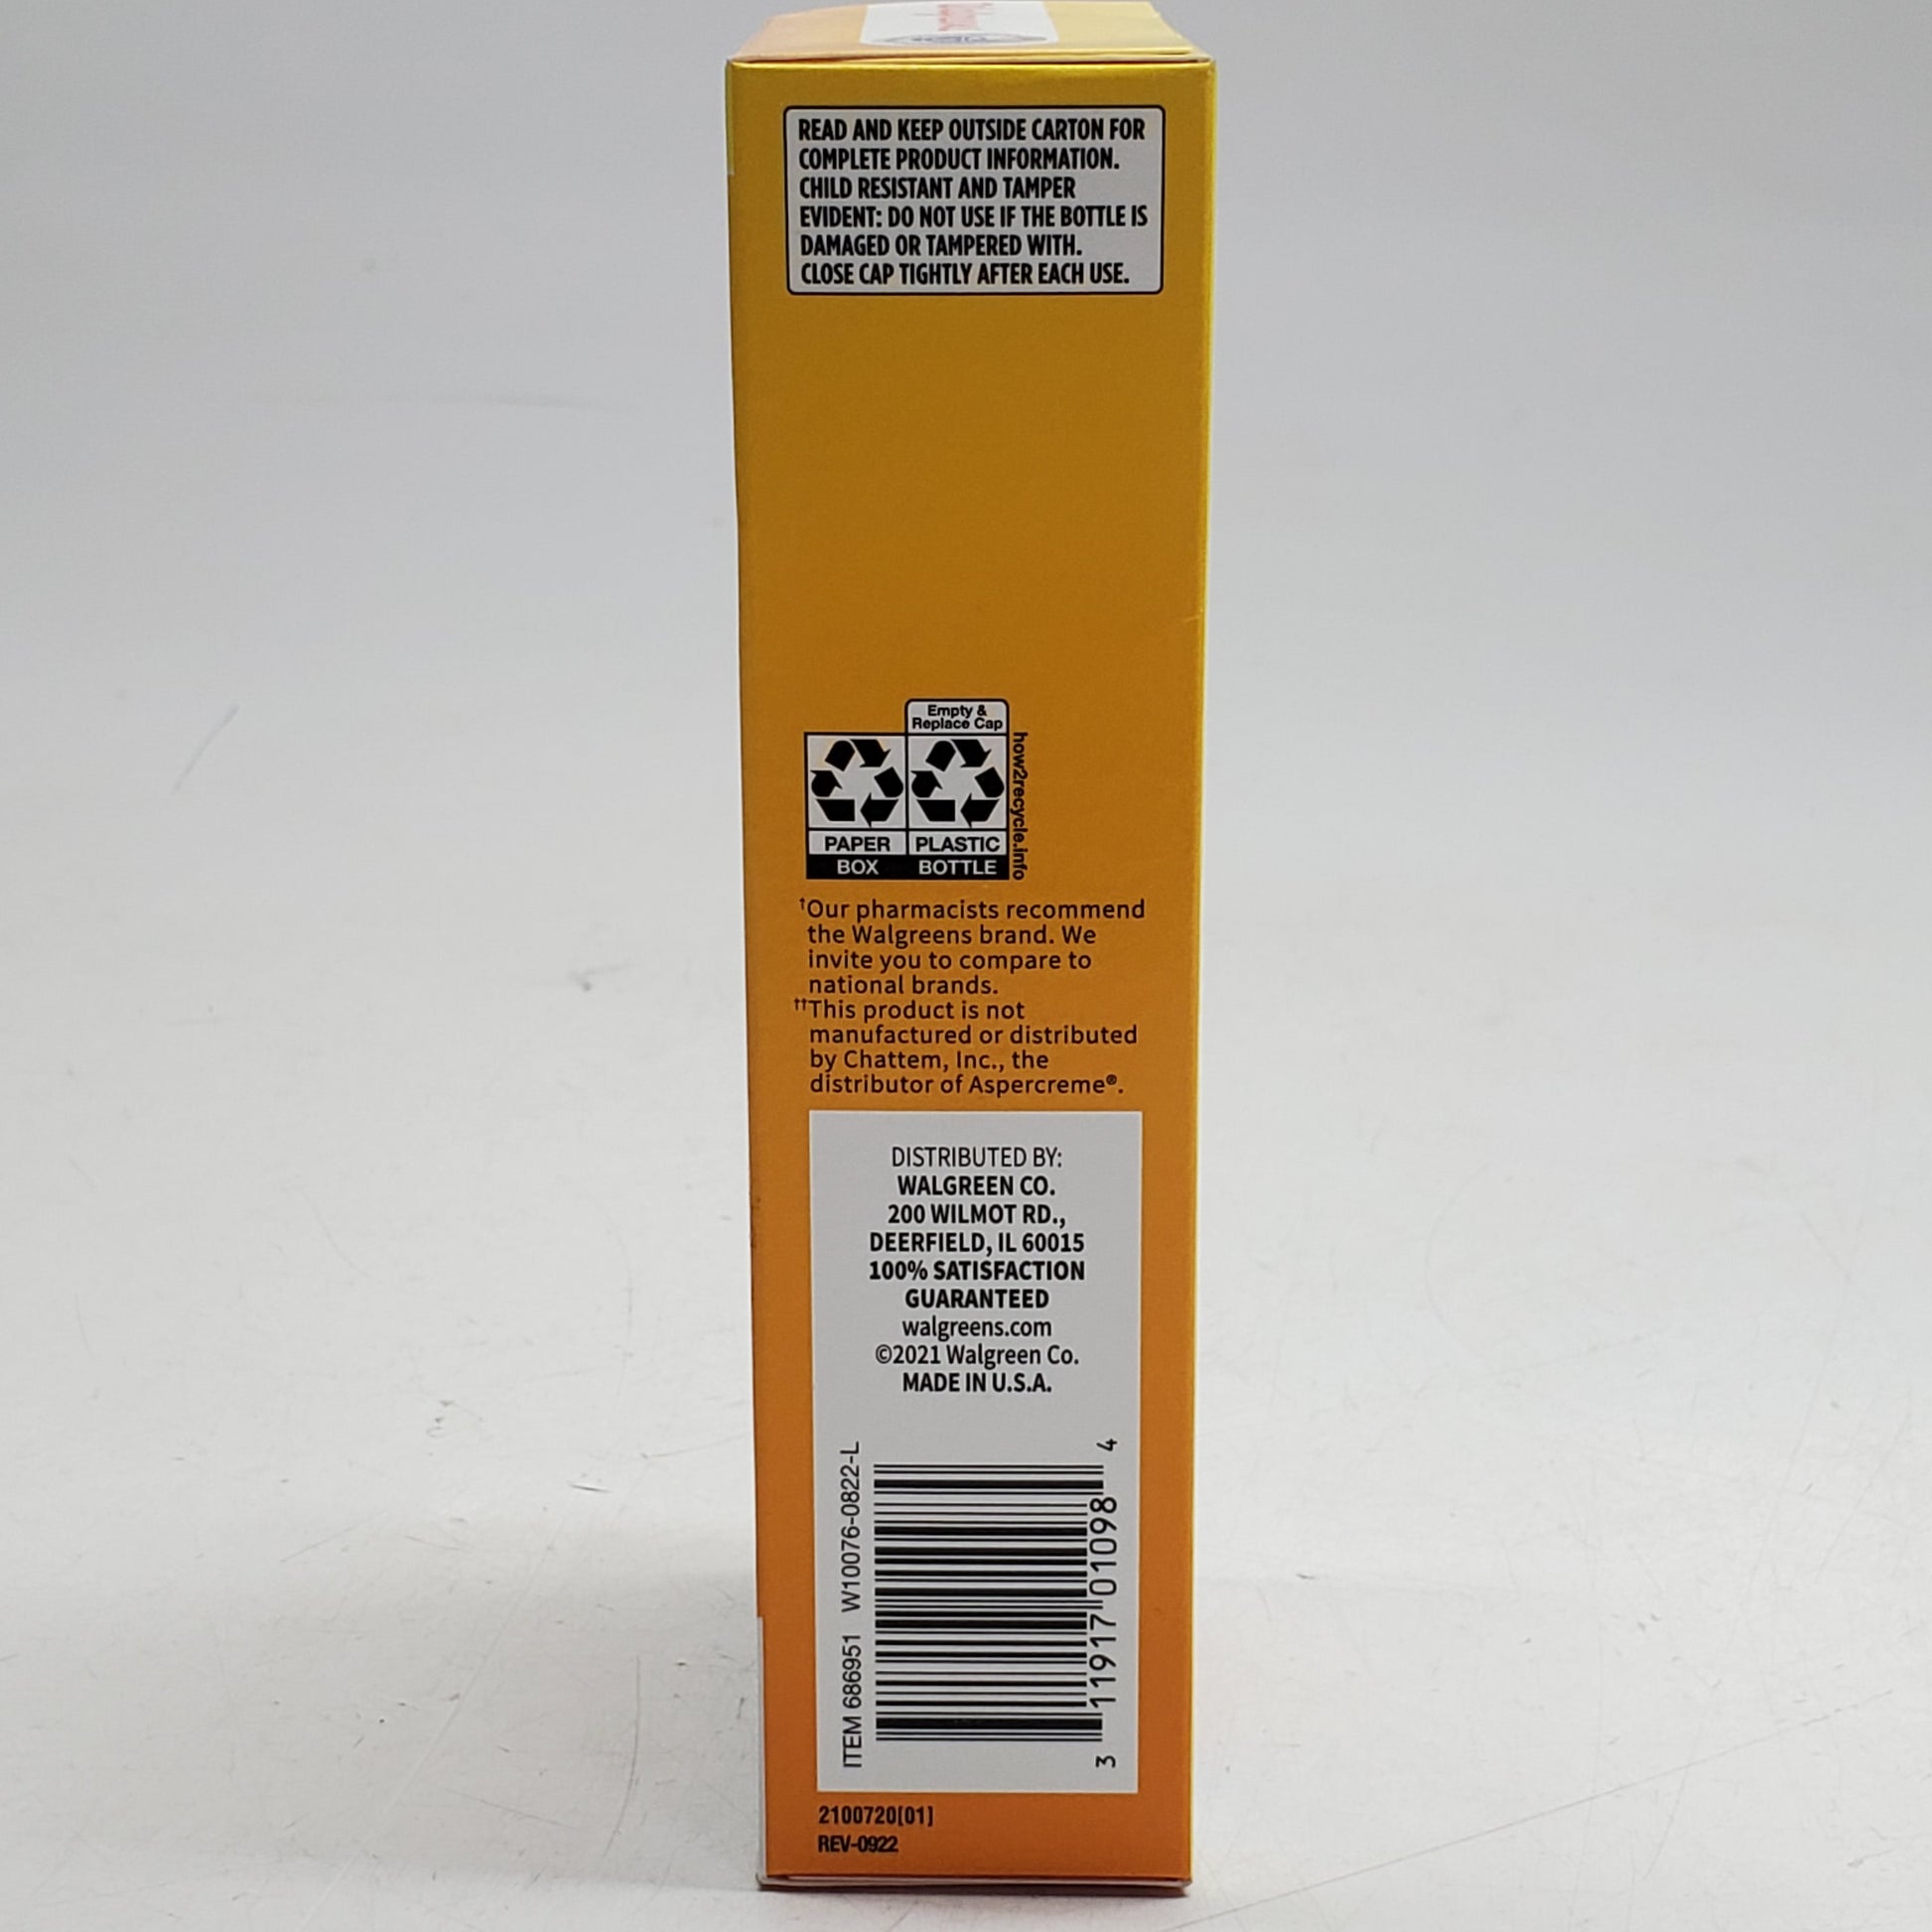 READ AND KEEP OUTSIDE CARTON FOR
COMPLETE PRODUCT INFORMATION.
CHILD RESISTANT AND TAMPER
EVIDENT: DO NOT USE IF THE BOTTLE IS
DAMAGED OR TAMPERED WITH.
CLOSE CAP TIGHTLY AFTER EACH USE.
Empty &
Replace Cap
PAPER
PLASTIC
BOX
BOTTLE
how2recycle.info
†Our pharmacists recommend
the Walgreens brand. We
invite you to compare to
national brands.
††This product is not
manufactured or distributed
by Chattem, Inc., the
distributor of Aspercreme®.
DISTRIBUTED BY:
WALGREEN CO.
200 WILMOT RD.,
DEERFIELD, IL 60015
100% SATISFACTION
GUARANTEED
walgreens.com
©2021 Walgreen Co.
MADE IN U.S.A.
ITEM 686951 W10076-0822-L
3 11917 01098 4
2100720[01]
REV-0922